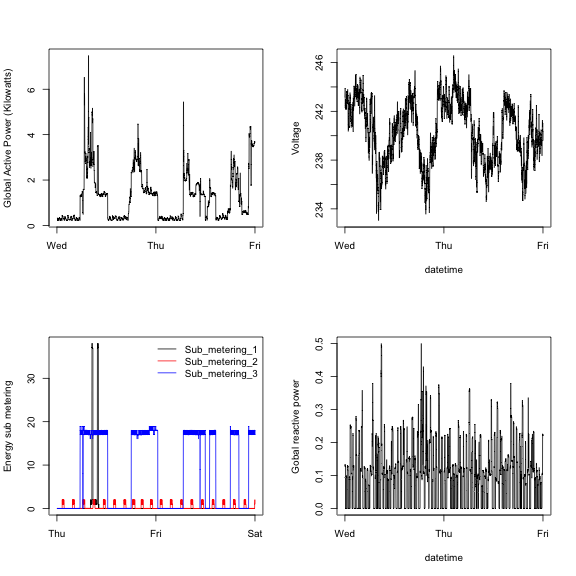 Global Active Power (Kilowatts)
0 2 4 6
Wed Thu Fri
Voltage
234 238 242 246
Wed Thu Fri
datetime
Energy sub metering
0 10 20 30
Sub_metering_1
Sub_metering_2
Sub_metering_3
Thu Fri Sat
Gobal reactive power
0.0 0.1 0.2 0.3 0.4 0.5
Wed Thu Fri
datetime